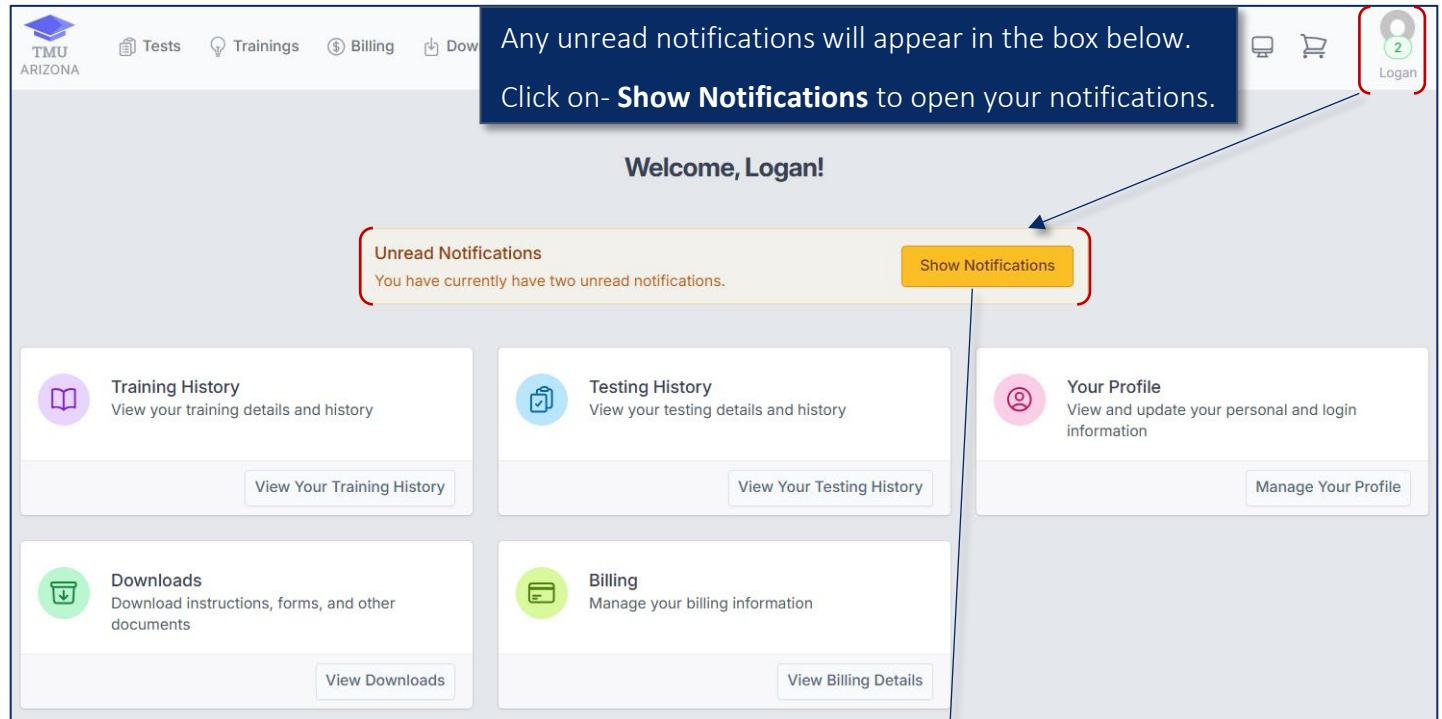 TMU
ARIZONA
Tests
Trainings
Billing
Dow
Any unread notifications will appear in the box below.
Click on- Show Notifications to open your notifications.
2
Logan
Welcome, Logan!
Unread Notifications
You have currently have two unread notifications.
Show Notifications
Training History
View your training details and history
View Your Training History
Testing History
View your testing details and history
View Your Testing History
Your Profile
View and update your personal and login
information
Manage Your Profile
Downloads
Download instructions, forms, and other
documents
View Downloads
Billing
Manage your billing information
View Billing Details